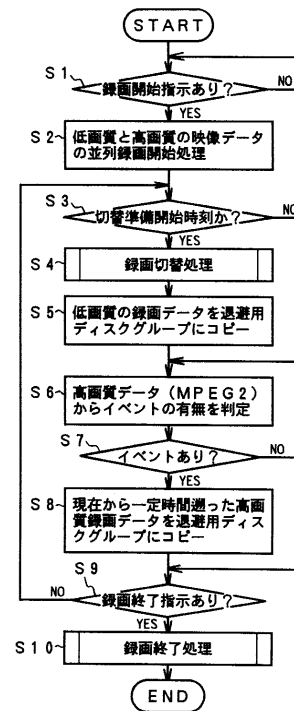 START
S1
録画開始指示あり?
NO
YES
S2
低画質と高画質の映像データ
の並列録画開始処理
S3
切替準備開始時刻か?
NO
YES
S4
録画切替処理
S5
低画質の録画データを退避用
ディスクグループにコピー
S6
高画質データ(MPEG2)
からイベントの有無を判定
S7
イベントあり?
NO
YES
S8
現在から一定時間遡った高画
質録画データを退避用ディス
クグループにコピー
S9
NO
録画終了指示あり?
YES
S10
録画終了処理
END